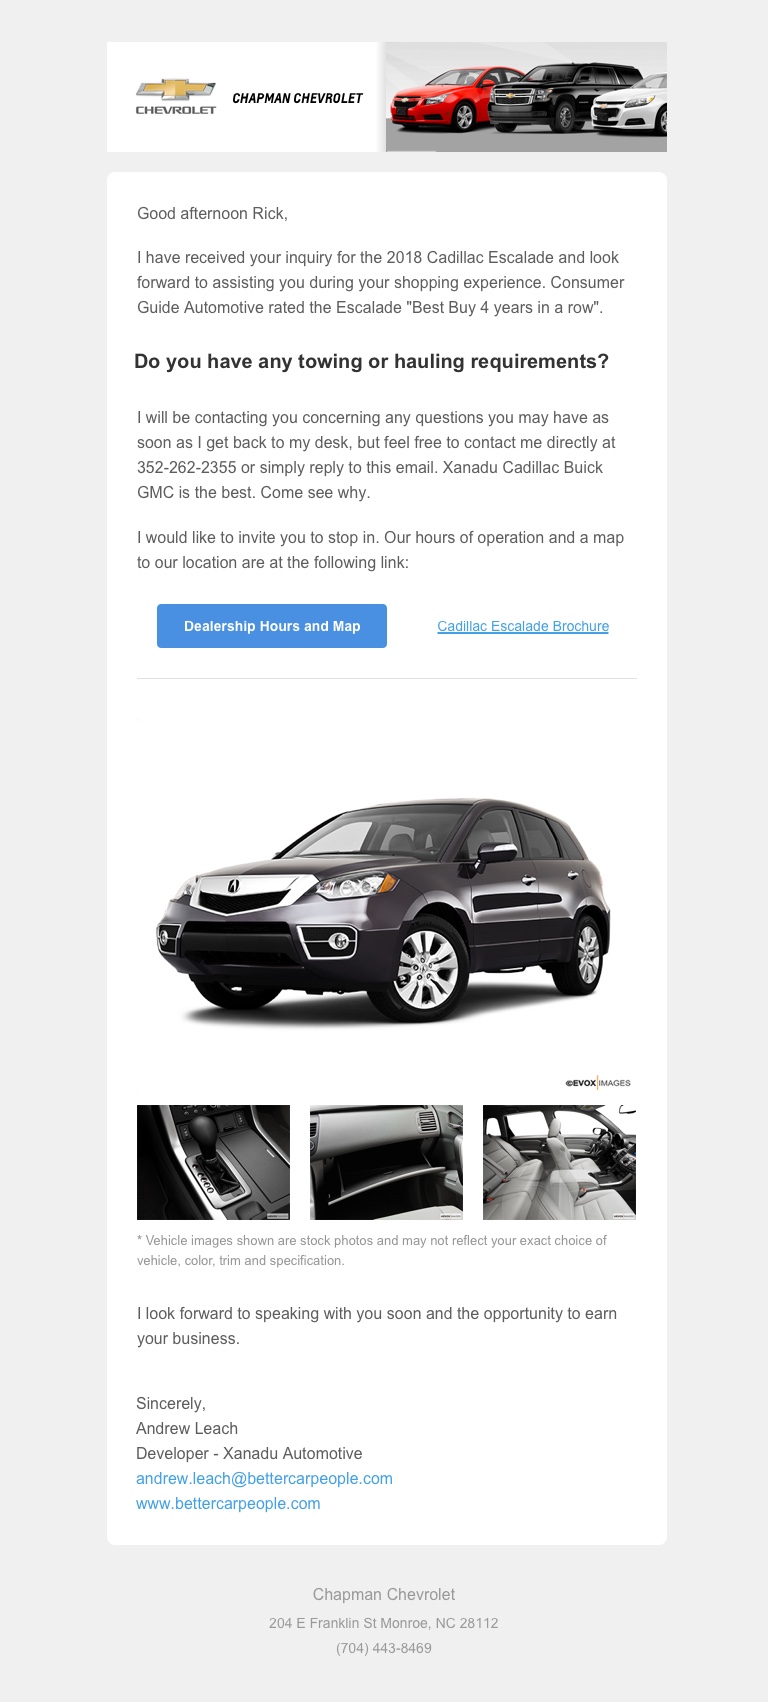 CHEVROLET
CHAPMAN CHEVROLET
Good afternoon Rick,
I have received your inquiry for the 2018 Cadillac Escalade and look
forward to assisting you during your shopping experience. Consumer
Guide Automotive rated the Escalade "Best Buy 4 years in a row".
Do you have any towing or hauling requirements?
I will be contacting you concerning any questions you may have as
soon as I get back to my desk, but feel free to contact me directly at
352-262-2355 or simply reply to this email. Xanadu Cadillac Buick
GMC is the best. Come see why.
I would like to invite you to stop in. Our hours of operation and a map
to our location are at the following link:
Dealership Hours and Map
Cadillac Escalade Brochure
©EVOX IMAGES
* Vehicle images shown are stock photos and may not reflect your exact choice of
vehicle, color, trim and specification.
I look forward to speaking with you soon and the opportunity to earn
your business.
Sincerely,
Andrew Leach
Developer - Xanadu Automotive
andrew.leach@bettercarpeople.com
www.bettercarpeople.com
Chapman Chevrolet
204 E Franklin St Monroe, NC 28112
(704) 443-8469